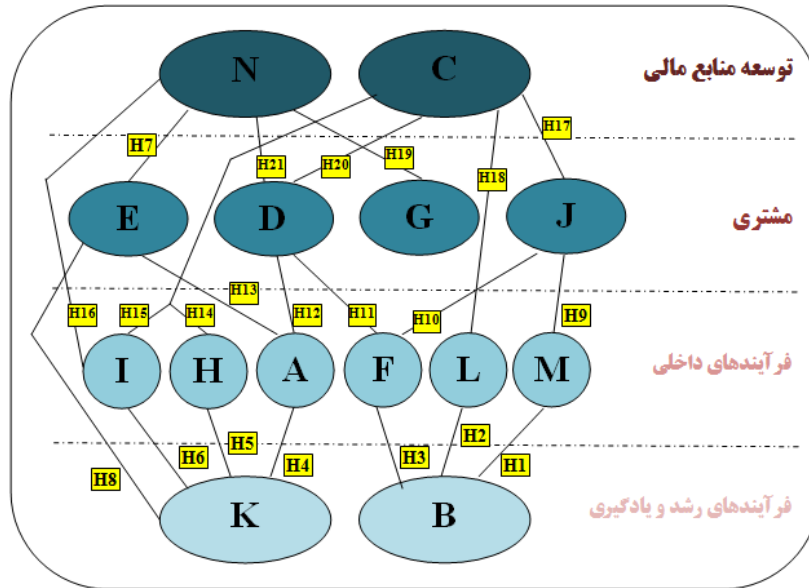 N C توسعه منابع مالی
H7 H17
H21 H20 H19
H18
E D G J مشتری
H13
H16 H15 H14 H12 H11 H10 H9
I H A F L M فرآیندهای داخلی
H8 H6 H5 H4 H3 H2 H1
K B فرآیندهای رشد و یادگیری